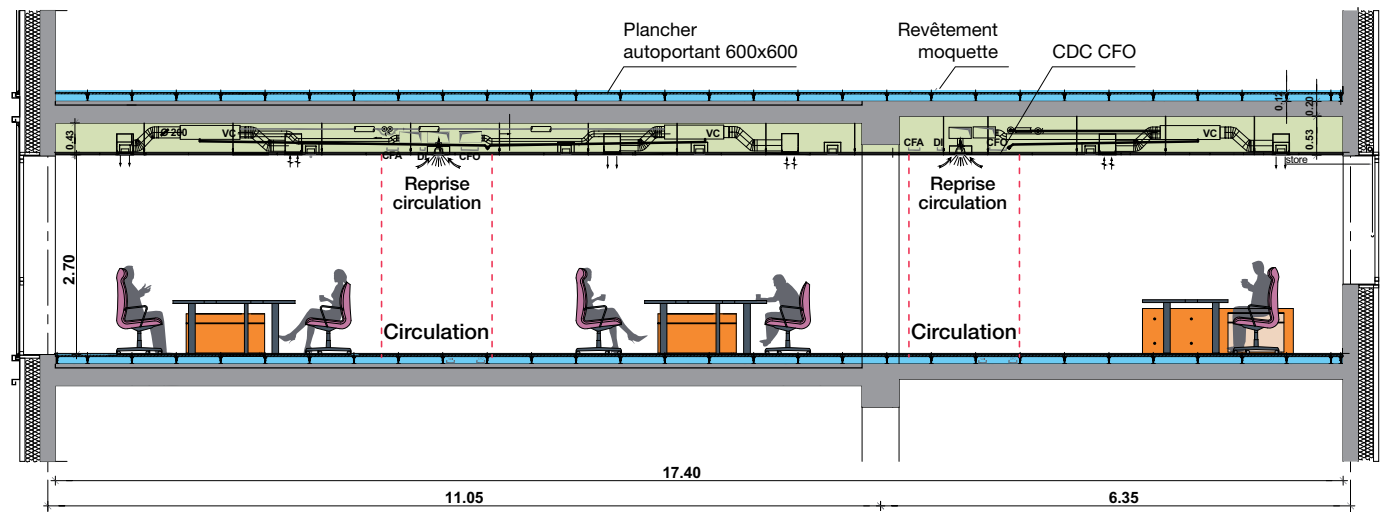 Plancher
autoportant 600x600
Revêtement
moquette
CDC CFO
0.12
0.20
0.43
Ø 200
VC
CFA
DI
CFO
VC
CFA
DI
CFO
VC
0.53
store
Reprise
circulation
Reprise
circulation
2.70
Circulation
Circulation
17.40
11.05
6.35